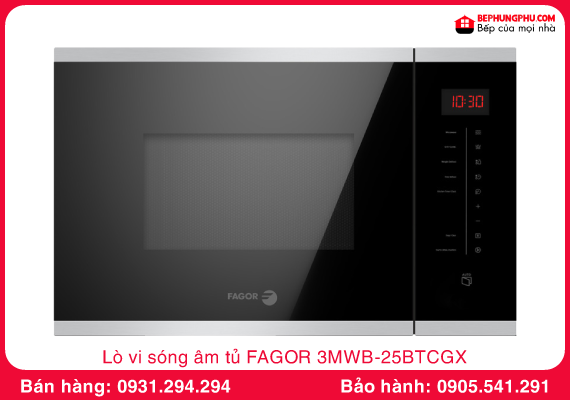 BEPHUNGPHU.COM
Bếp của mọi nhà
10:30
FAGOR
Lò vi sóng âm tủ FAGOR 3MWB-25BTCGX
Bán hàng: 0931.294.294
Bảo hành: 0905.541.291